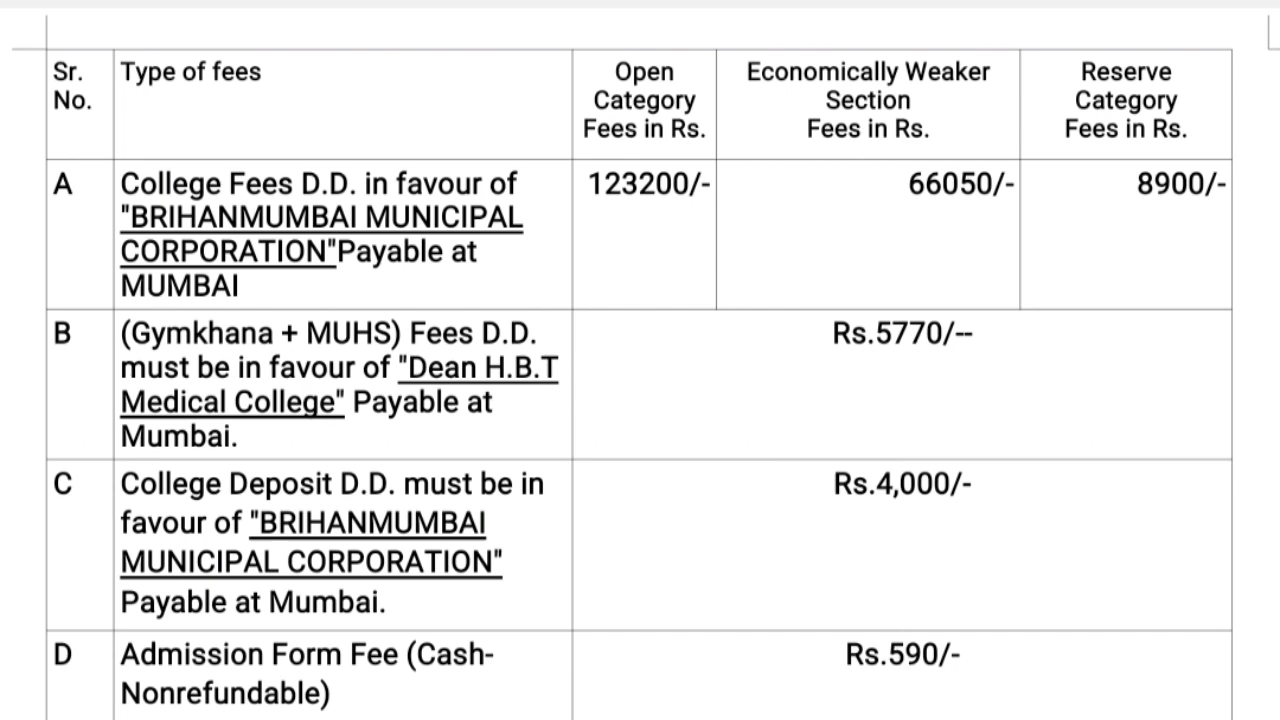 Sr. No.
Type of fees
Open Category Fees in Rs.
Economically Weaker Section Fees in Rs.
Reserve Category Fees in Rs.
A
College Fees D.D. in favour of
"BRIHANMUMBAI MUNICIPAL
CORPORATION"Payable at
MUMBAI
123200/-
66050/-
8900/-
B
(Gymkhana + MUHS) Fees D.D.
must be in favour of "Dean H.B.T
Medical College" Payable at
Mumbai.
Rs.5770/--
C
College Deposit D.D. must be in
favour of "BRIHANMUMBAI
MUNICIPAL CORPORATION"
Payable at Mumbai.
Rs.4,000/-
D
Admission Form Fee (Cash-
Nonrefundable)
Rs.590/-